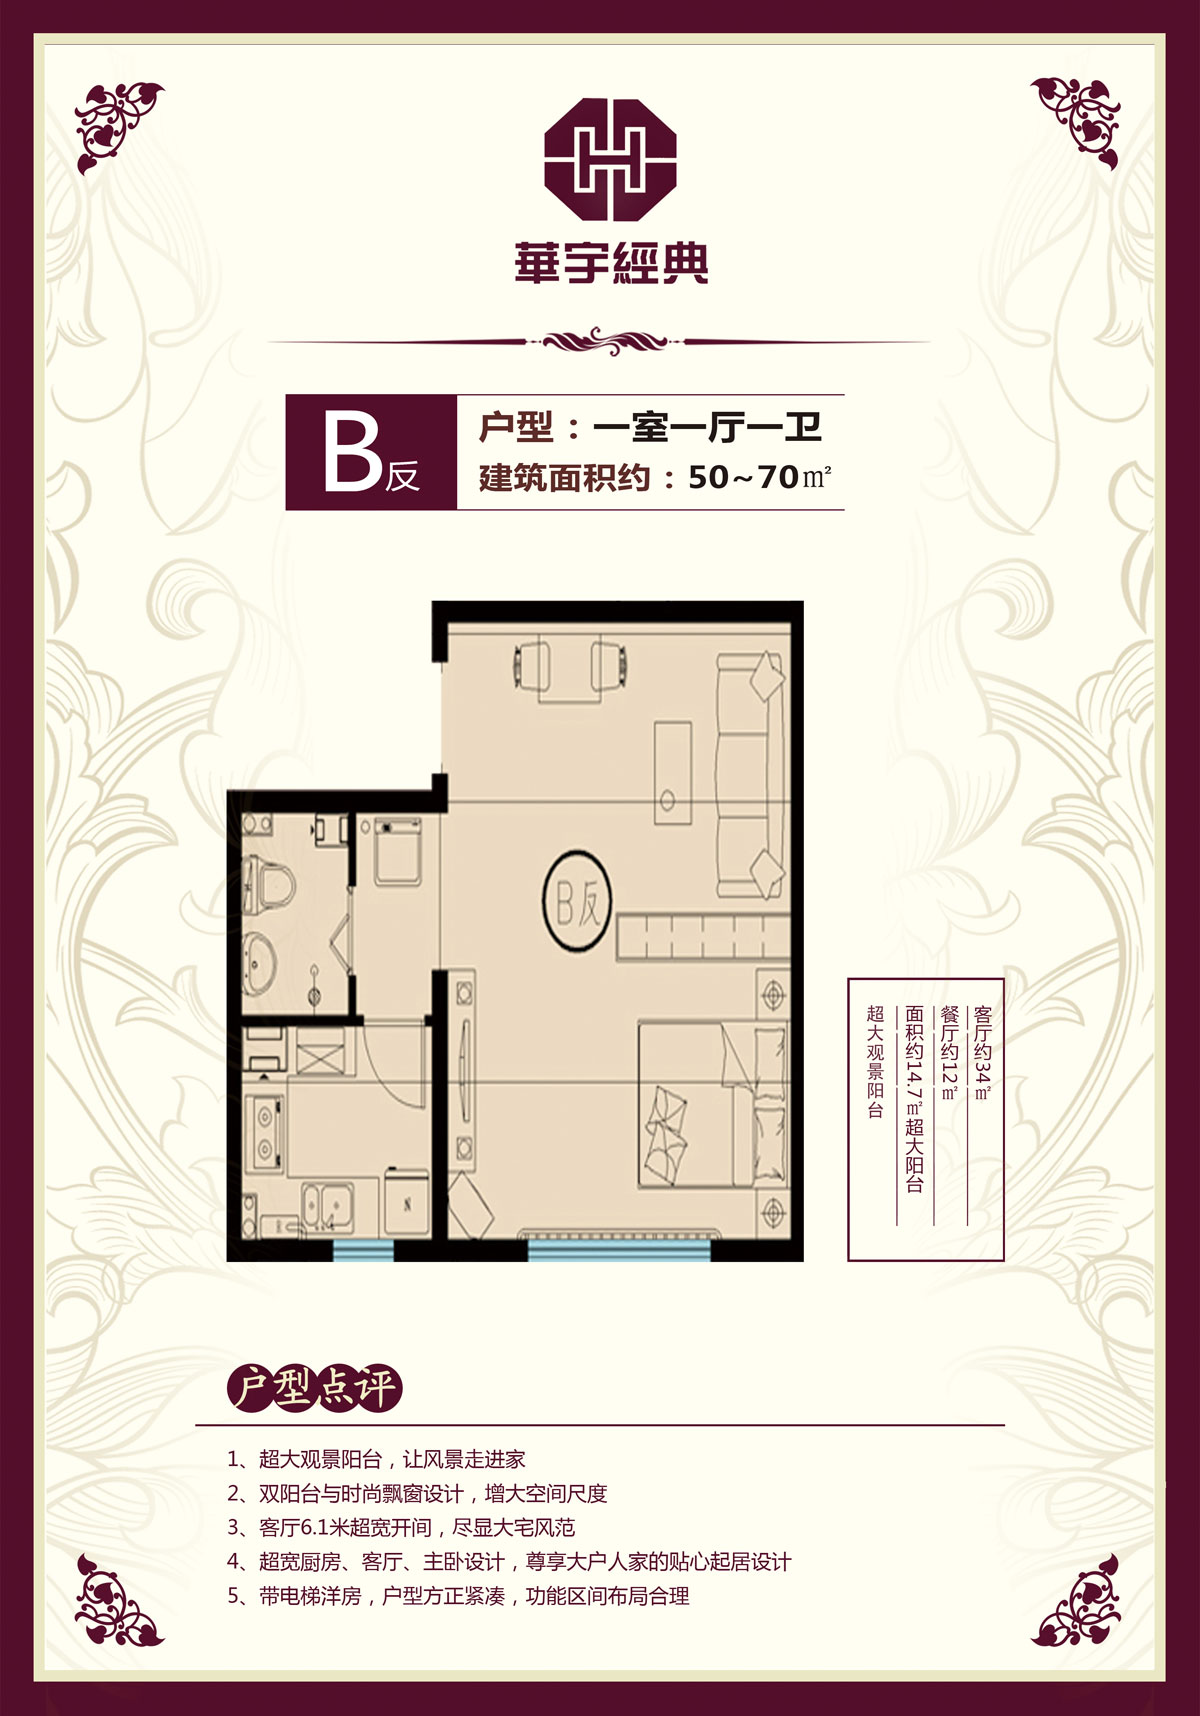 華宇經典
B反
户型：一室一厅一卫
建筑面积约：50~70㎡
B反
客厅约34㎡
餐厅约12㎡
面积约14.7㎡超大阳台
超大观景阳台
户型点评
1、超大观景阳台，让风景走进家
2、双阳台与时尚飘窗设计，增大空间尺度
3、客厅6.1米超宽开间，尽显大宅风范
4、超宽厨房、客厅、主卧设计，尊享大户人家的贴心起居设计
5、带电梯洋房，户型方正紧凑，功能区间布局合理